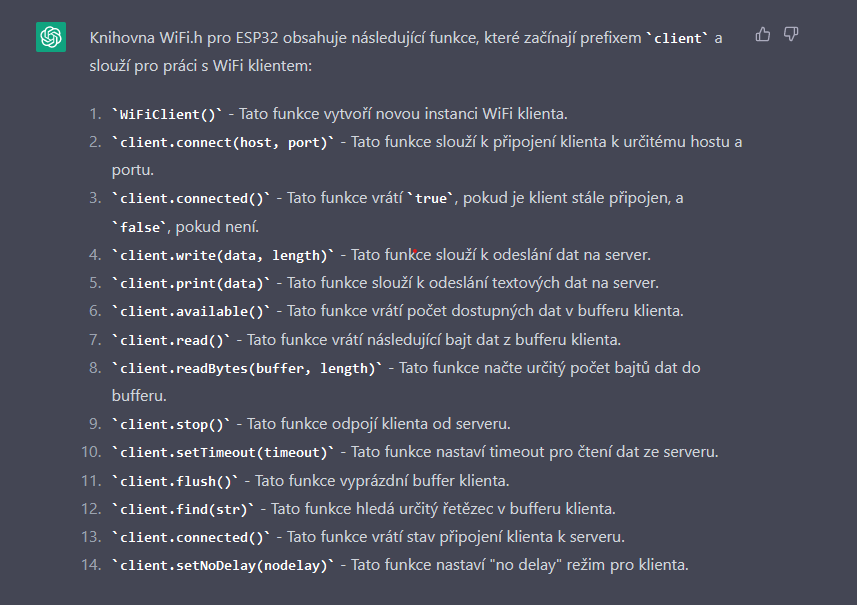 Knihovna WiFi.h pro ESP32 obsahuje následující funkce, které začínají prefixem `client` a
slouží pro práci s WiFi klientem:
1. `WiFiClient()` - Tato funkce vytvoří novou instanci WiFi klienta.
2. `client.connect(host, port)` - Tato funkce slouží k připojení klienta k určitému hostu a
portu.
3. `client.connected()` - Tato funkce vrátí `true`, pokud je klient stále připojen, a
`false`, pokud není.
4. `client.write(data, length)` - Tato funkce slouží k odeslání dat na server.
5. `client.print(data)` - Tato funkce slouží k odeslání textových dat na server.
6. `client.available()` - Tato funkce vrátí počet dostupných dat v bufferu klienta.
7. `client.read()` - Tato funkce vrátí následující bajt dat z bufferu klienta.
8. `client.readBytes(buffer, length)` - Tato funkce načte určitý počet bajtů dat do
bufferu.
9. `client.stop()` - Tato funkce odpojí klienta od serveru.
10. `client.setTimeout(timeout)` - Tato funkce nastaví timeout pro čtení dat ze serveru.
11. `client.flush()` - Tato funkce vyprázdní buffer klienta.
12. `client.find(str)` - Tato funkce hledá určitý řetězec v bufferu klienta.
13. `client.connected()` - Tato funkce vrátí stav připojení klienta k serveru.
14. `client.setNoDelay(nodelay)` - Tato funkce nastaví "no delay" režim pro klienta.